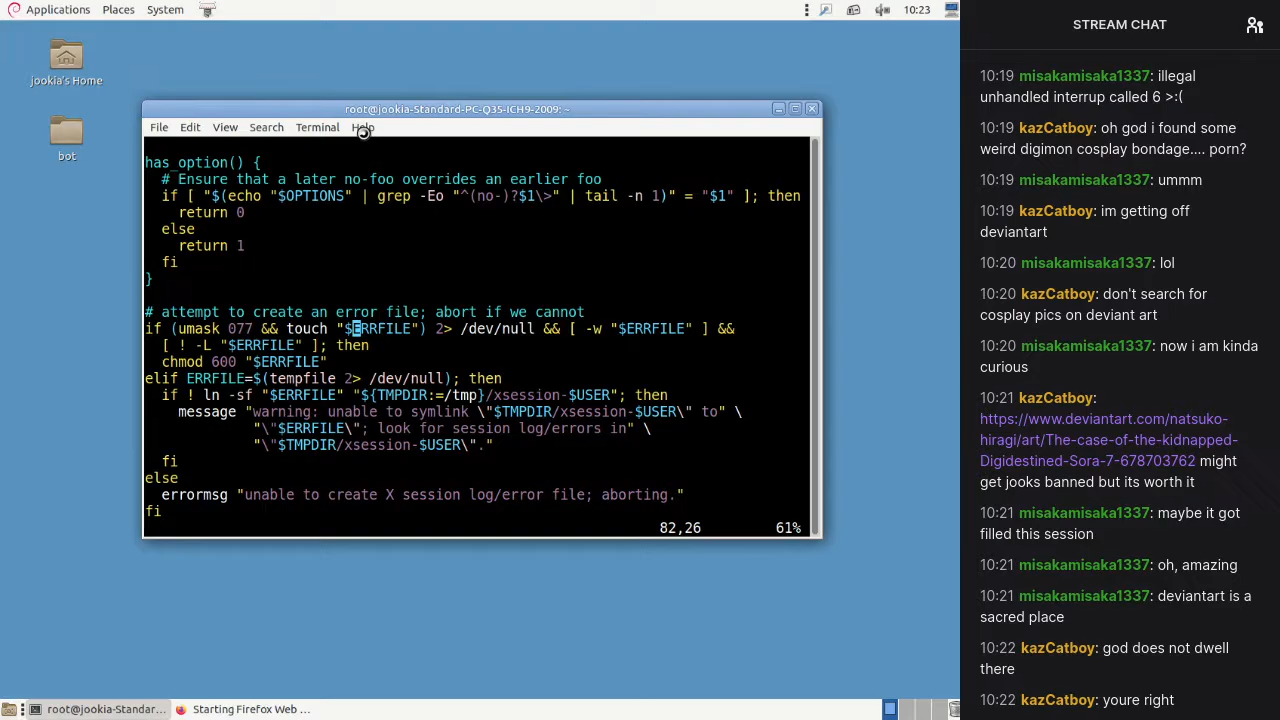 Applications Places System
10:23
jookia's Home
bot
root@jookia-Standard-PC-Q35-ICH9-2009: ~
File Edit View Search Terminal Help
has_option() {
  # Ensure that a later no-foo overrides an earlier foo
  if [ "$(echo "$OPTIONS" | grep -Eo "^(no-)?$1\>" | tail -n 1)" = "$1" ]; then
    return 0
  else
    return 1
  fi
}
# attempt to create an error file; abort if we cannot
if (umask 077 && touch "$ERRFILE") 2> /dev/null && [ -w "$ERRFILE" ] &&
  [ ! -L "$ERRFILE" ]; then
  chmod 600 "$ERRFILE"
elif ERRFILE=$(tempfile 2> /dev/null); then
  if ! ln -sf "$ERRFILE" "${TMPDIR:=/tmp}/xsession-$USER"; then
    message "warning: unable to symlink \"$TMPDIR/xsession-$USER\" to" \
             "\"$ERRFILE\"; look for session log/errors in" \
             "\"$TMPDIR/xsession-$USER\"."
  fi
else
  errormsg "unable to create X session log/error file; aborting."
fi
82,26 61%
root@jookia-Standar...
Starting Firefox Web ...
STREAM CHAT
10:19 misakamisaka1337: illegal
unhandled interrup called 6 >:(
10:19 kazCatboy: oh god i found some
weird digimon cosplay bondage.... porn?
10:19 misakamisaka1337: ummm
10:19 kazCatboy: im getting off
deviantart
10:20 misakamisaka1337: lol
10:20 kazCatboy: don't search for
cosplay pics on deviant art
10:20 misakamisaka1337: now i am kinda
curious
10:21 kazCatboy:
https://www.deviantart.com/natsuko-
hiragi/art/The-case-of-the-kidnapped-
Digidestined-Sora-7-678703762 might
get jooks banned but its worth it
10:21 misakamisaka1337: maybe it got
filled this session
10:21 misakamisaka1337: oh, amazing
10:21 misakamisaka1337: deviantart is a
sacred place
10:22 kazCatboy: god does not dwell
there
10:22 kazCatboy: youre right